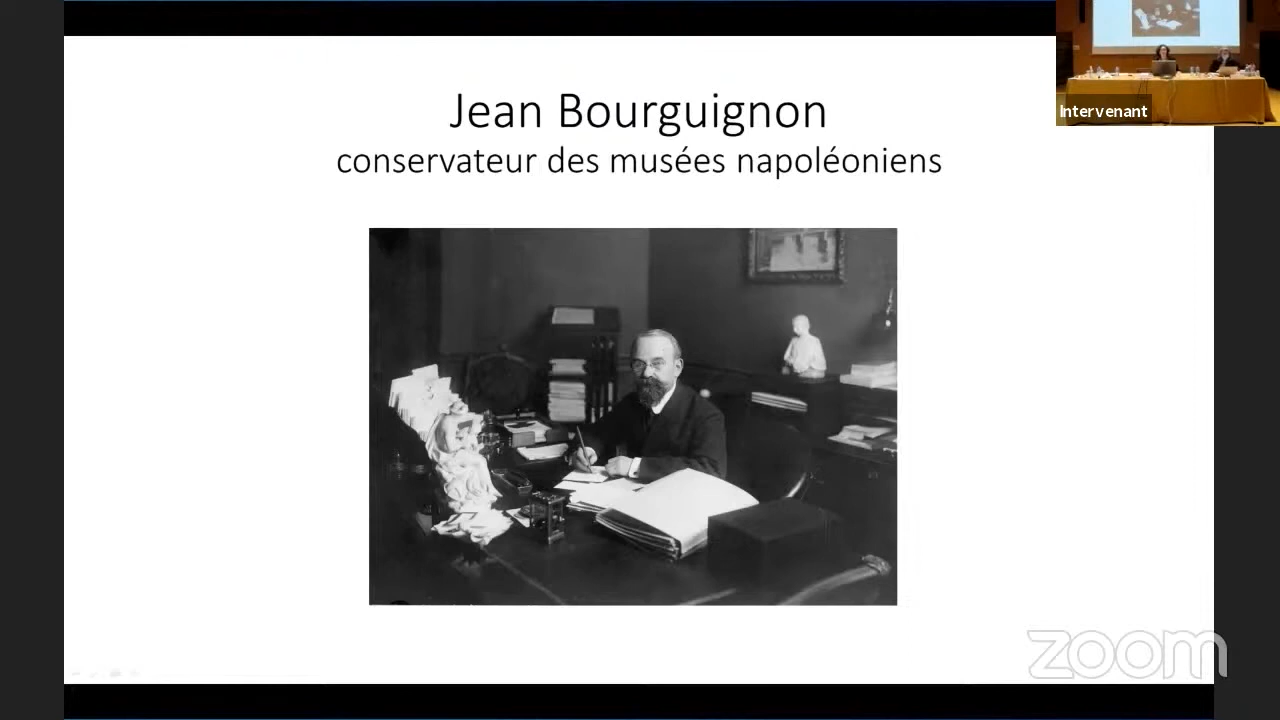 Jean Bourguignon
conservateur des musées napoléoniens
Intervenant
zoom